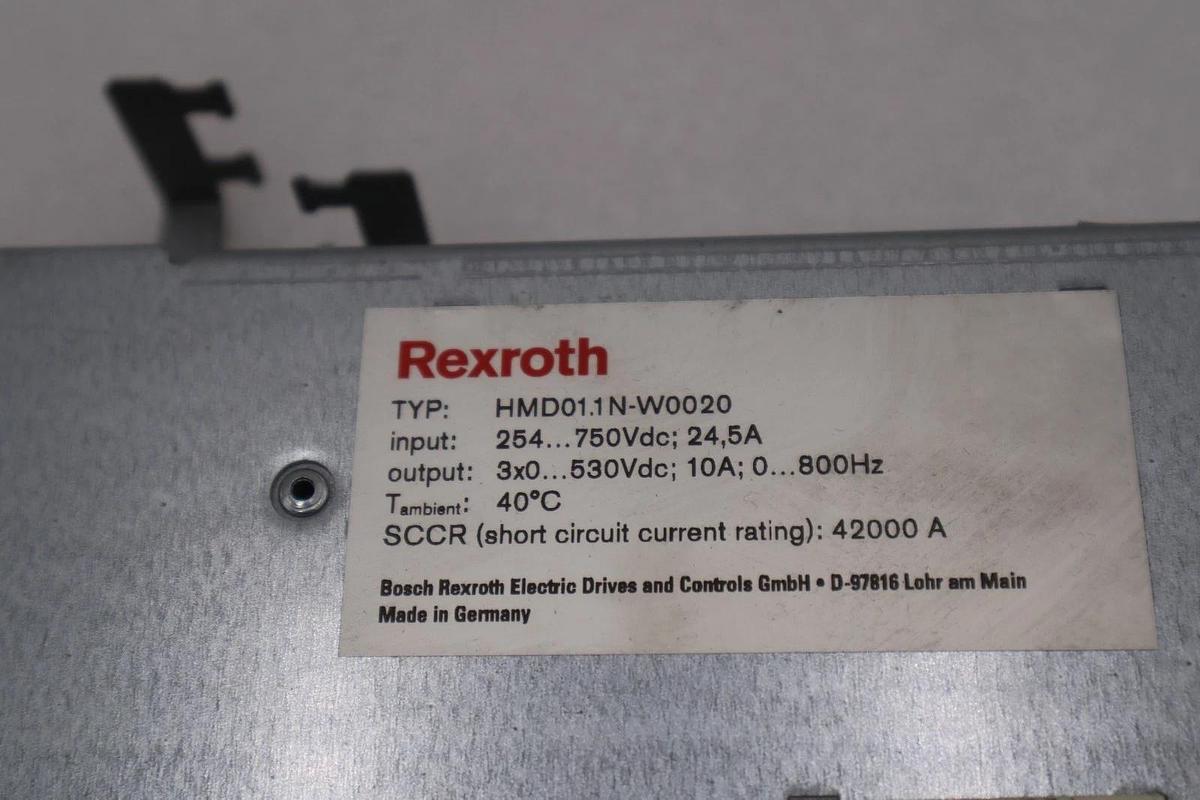 Rexroth
TYP: HMD01.1N-W0020
input: 254...750Vdc; 24,5A
output: 3x0...530Vdc; 10A; 0...800Hz
Tambient: 40°C
SCCR (short circuit current rating): 42000 A
Bosch Rexroth Electric Drives and Controls GmbH • D-97816 Lohr am Main
Made in Germany